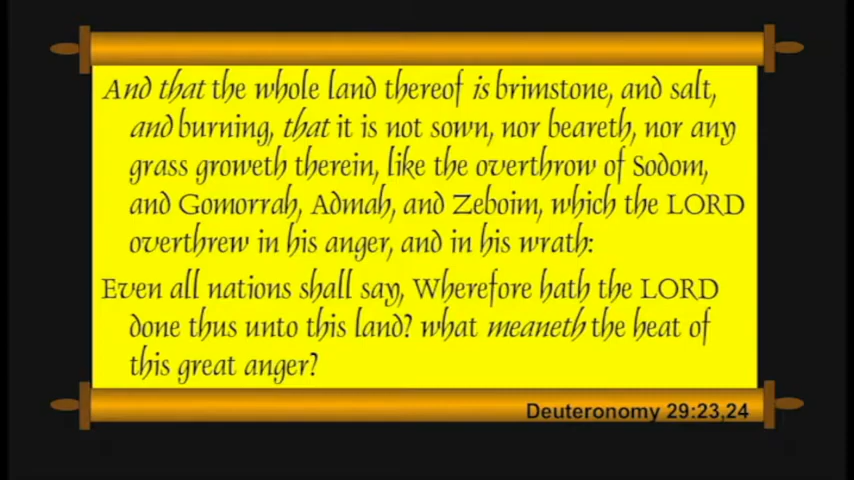 And that the whole land thereof is brimstone, and salt,
and burning, that it is not sown, nor beareth, nor any
grass groweth therein, like the overthrow of Sodom,
and Gomorrah, Admah, and Zeboim, which the LORD
overthrew in his anger, and in his wrath:
Even all nations shall say, Wherefore hath the LORD
done thus unto this land? what meaneth the heat of
this great anger?
Deuteronomy 29:23,24